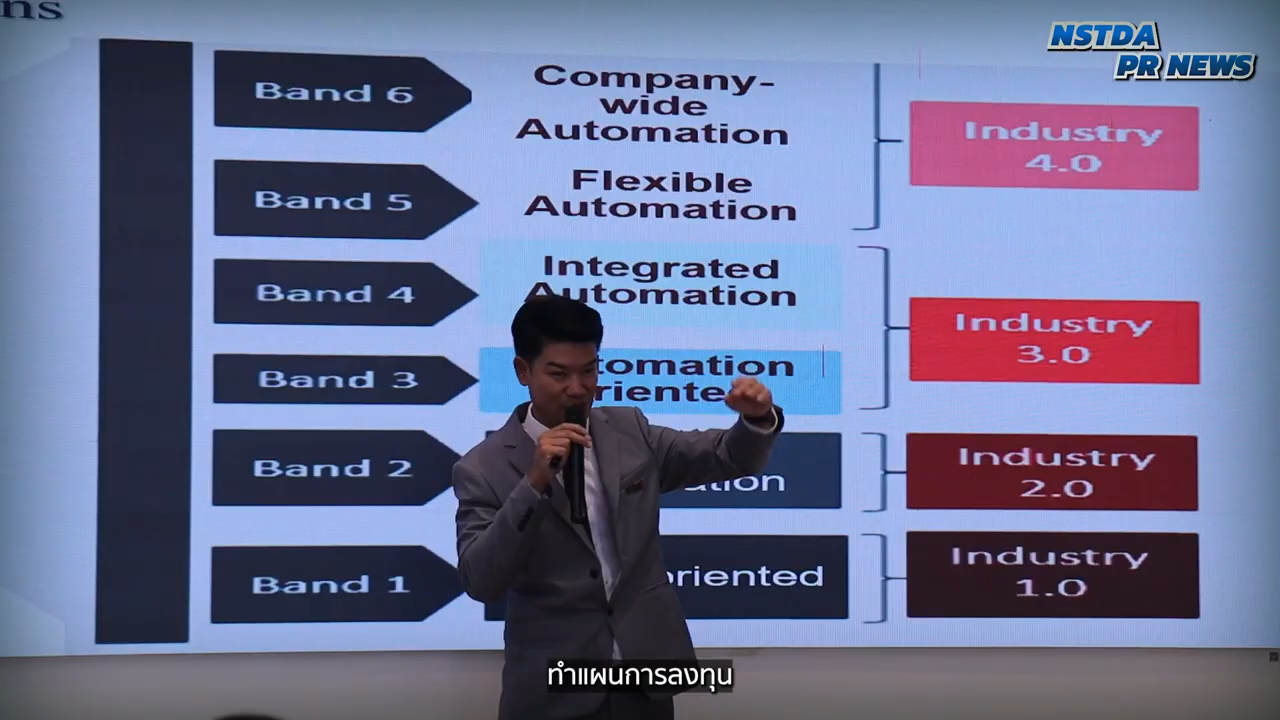 ns
NSTDA
PR NEWS
Band 6
Company-
wide
Automation
Industry
4.0
Band 5
Flexible
Automation
Band 4
Integrated
Automation
Industry
3.0
Band 3
Band 2
Industry
2.0
Band 1
oriented
Industry
1.0
ทำแผนการลงทุน